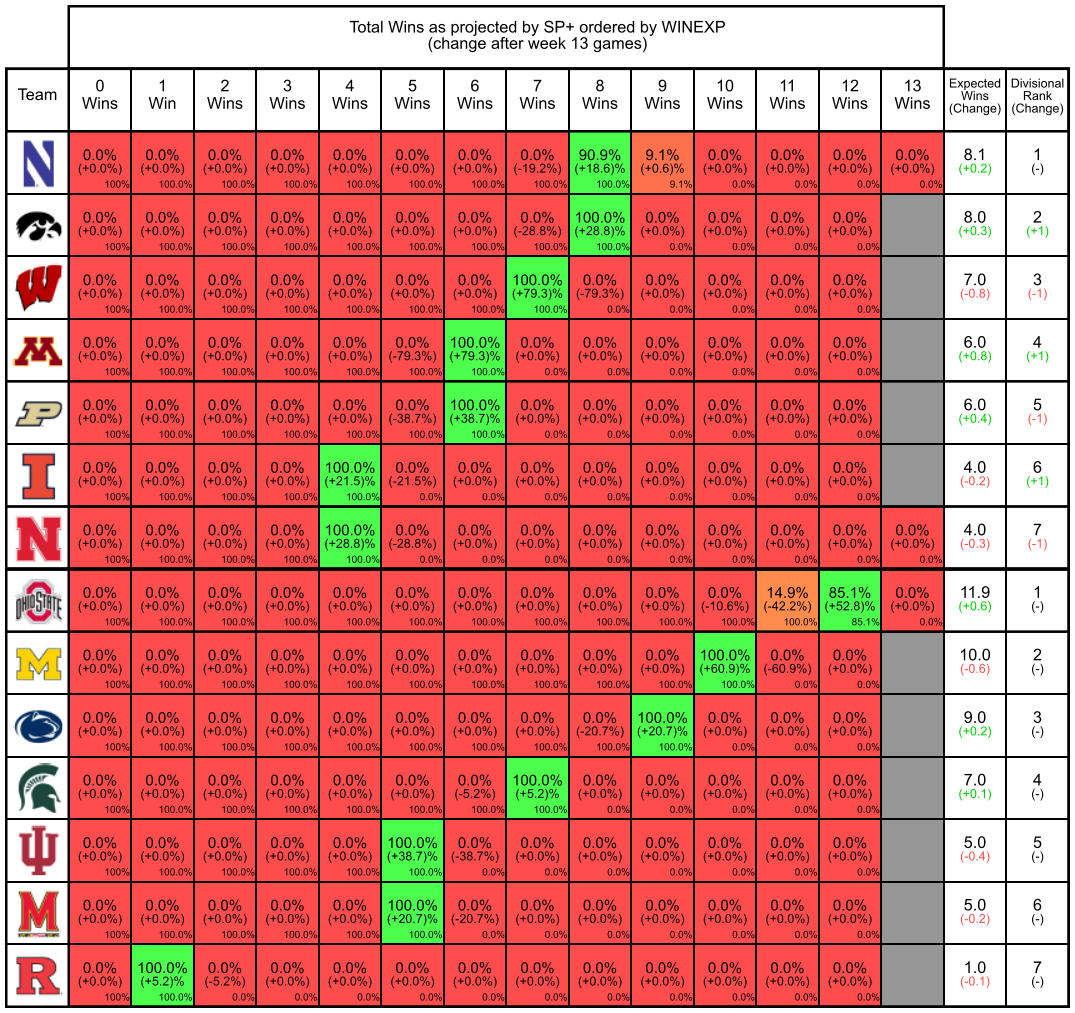 Total Wins as projected by SP+ ordered by WINEXP
(change after week 13 games)
Team 0 Wins 1 Win 2 Wins 3 Wins 4 Wins 5 Wins 6 Wins 7 Wins 8 Wins 9 Wins 10 Wins 11 Wins 12 Wins 13 Wins Expected Wins (Change) Divisional Rank (Change)
N 0.0% 0.0% 0.0% 0.0% 0.0% 0.0% 0.0% 0.0% 90.9% 9.1% 0.0% 0.0% 0.0% 0.0% 8.1 1
(+0.0%) (+0.0%) (+0.0%) (+0.0%) (+0.0%) (+0.0%) (+0.0%) (-19.2%) (+18.6)% (+0.6)% (+0.0%) (+0.0%) (+0.0%) (+0.0%) (+0.2) (-)
100% 100.0% 100.0% 100.0% 100.0% 100.0% 100.0% 100.0% 100.0% 9.1% 0.0% 0.0% 0.0% 0.0%
0.0% 0.0% 0.0% 0.0% 0.0% 0.0% 0.0% 0.0% 100.0% 0.0% 0.0% 0.0% 0.0% 8.0 2
(+0.0%) (+0.0%) (+0.0%) (+0.0%) (+0.0%) (+0.0%) (+0.0%) (-28.8%) (+28.8)% (+0.0%) (+0.0%) (+0.0%) (+0.0%) (+0.3) (+1)
100% 100.0% 100.0% 100.0% 100.0% 100.0% 100.0% 100.0% 100.0% 0.0% 0.0% 0.0% 0.0%
W 0.0% 0.0% 0.0% 0.0% 0.0% 0.0% 0.0% 100.0% 0.0% 0.0% 0.0% 0.0% 0.0% 7.0 3
(+0.0%) (+0.0%) (+0.0%) (+0.0%) (+0.0%) (+0.0%) (+0.0%) (+79.3)% (-79.3%) (+0.0%) (+0.0%) (+0.0%) (+0.0%) (-0.8) (-1)
100% 100.0% 100.0% 100.0% 100.0% 100.0% 100.0% 100.0% 0.0% 0.0% 0.0% 0.0% 0.0%
M 0.0% 0.0% 0.0% 0.0% 0.0% 0.0% 100.0% 0.0% 0.0% 0.0% 0.0% 0.0% 0.0% 6.0 4
(+0.0%) (+0.0%) (+0.0%) (+0.0%) (+0.0%) (-79.3%) (+79.3)% (+0.0%) (+0.0%) (+0.0%) (+0.0%) (+0.0%) (+0.0%) (+0.8) (+1)
100% 100.0% 100.0% 100.0% 100.0% 100.0% 100.0% 0.0% 0.0% 0.0% 0.0% 0.0% 0.0%
P 0.0% 0.0% 0.0% 0.0% 0.0% 0.0% 100.0% 0.0% 0.0% 0.0% 0.0% 0.0% 0.0% 6.0 5
(+0.0%) (+0.0%) (+0.0%) (+0.0%) (+0.0%) (-38.7%) (+38.7)% (+0.0%) (+0.0%) (+0.0%) (+0.0%) (+0.0%) (+0.0%) (+0.4) (-1)
100% 100.0% 100.0% 100.0% 100.0% 100.0% 100.0% 0.0% 0.0% 0.0% 0.0% 0.0% 0.0%
I 0.0% 0.0% 0.0% 0.0% 100.0% 0.0% 0.0% 0.0% 0.0% 0.0% 0.0% 0.0% 0.0% 4.0 6
(+0.0%) (+0.0%) (+0.0%) (+0.0%) (+21.5)% (-21.5%) (+0.0%) (+0.0%) (+0.0%) (+0.0%) (+0.0%) (+0.0%) (+0.0%) (-0.2) (+1)
100% 100.0% 100.0% 100.0% 100.0% 0.0% 0.0% 0.0% 0.0% 0.0% 0.0% 0.0% 0.0%
N 0.0% 0.0% 0.0% 0.0% 100.0% 0.0% 0.0% 0.0% 0.0% 0.0% 0.0% 0.0% 0.0% 0.0% 4.0 7
(+0.0%) (+0.0%) (+0.0%) (+0.0%) (+28.8)% (-28.8%) (+0.0%) (+0.0%) (+0.0%) (+0.0%) (+0.0%) (+0.0%) (+0.0%) (+0.0%) (-0.3) (-1)
100% 100.0% 100.0% 100.0% 100.0% 0.0% 0.0% 0.0% 0.0% 0.0% 0.0% 0.0% 0.0% 0.0%
OHIO STATE 0.0% 0.0% 0.0% 0.0% 0.0% 0.0% 0.0% 0.0% 0.0% 0.0% 0.0% 14.9% 85.1% 0.0% 11.9 1
(+0.0%) (+0.0%) (+0.0%) (+0.0%) (+0.0%) (+0.0%) (+0.0%) (+0.0%) (+0.0%) (+0.0%) (-10.6%) (-42.2%) (+52.8)% (+0.0%) (+0.6) (-)
100% 100.0% 100.0% 100.0% 100.0% 100.0% 100.0% 100.0% 100.0% 100.0% 100.0% 100.0% 85.1% 0.0%
M 0.0% 0.0% 0.0% 0.0% 0.0% 0.0% 0.0% 0.0% 0.0% 0.0% 100.0% 0.0% 0.0% 10.0 2
(+0.0%) (+0.0%) (+0.0%) (+0.0%) (+0.0%) (+0.0%) (+0.0%) (+0.0%) (+0.0%) (+0.0%) (+60.9)% (-60.9%) (+0.0%) (-0.6) (-)
100% 100.0% 100.0% 100.0% 100.0% 100.0% 100.0% 100.0% 100.0% 100.0% 100.0% 0.0% 0.0%
0.0% 0.0% 0.0% 0.0% 0.0% 0.0% 0.0% 0.0% 0.0% 100.0% 0.0% 0.0% 0.0% 9.0 3
(+0.0%) (+0.0%) (+0.0%) (+0.0%) (+0.0%) (+0.0%) (+0.0%) (+0.0%) (-20.7%) (+20.7)% (+0.0%) (+0.0%) (+0.0%) (+0.2) (-)
100% 100.0% 100.0% 100.0% 100.0% 100.0% 100.0% 100.0% 100.0% 100.0% 0.0% 0.0% 0.0%
0.0% 0.0% 0.0% 0.0% 0.0% 0.0% 0.0% 100.0% 0.0% 0.0% 0.0% 0.0% 0.0% 7.0 4
(+0.0%) (+0.0%) (+0.0%) (+0.0%) (+0.0%) (+0.0%) (-5.2%) (+5.2)% (+0.0%) (+0.0%) (+0.0%) (+0.0%) (+0.0%) (+0.1) (-)
100% 100.0% 100.0% 100.0% 100.0% 100.0% 100.0% 100.0% 0.0% 0.0% 0.0% 0.0% 0.0%
0.0% 0.0% 0.0% 0.0% 0.0% 100.0% 0.0% 0.0% 0.0% 0.0% 0.0% 0.0% 0.0% 5.0 5
(+0.0%) (+0.0%) (+0.0%) (+0.0%) (+0.0%) (+38.7)% (-38.7%) (+0.0%) (+0.0%) (+0.0%) (+0.0%) (+0.0%) (+0.0%) (-0.4) (-)
100% 100.0% 100.0% 100.0% 100.0% 100.0% 0.0% 0.0% 0.0% 0.0% 0.0% 0.0% 0.0%
M 0.0% 0.0% 0.0% 0.0% 0.0% 100.0% 0.0% 0.0% 0.0% 0.0% 0.0% 0.0% 0.0% 5.0 6
(+0.0%) (+0.0%) (+0.0%) (+0.0%) (+0.0%) (+20.7)% (-20.7%) (+0.0%) (+0.0%) (+0.0%) (+0.0%) (+0.0%) (+0.0%) (-0.2) (-)
100% 100.0% 100.0% 100.0% 100.0% 100.0% 0.0% 0.0% 0.0% 0.0% 0.0% 0.0% 0.0%
R 0.0% 100.0% 0.0% 0.0% 0.0% 0.0% 0.0% 0.0% 0.0% 0.0% 0.0% 0.0% 0.0% 1.0 7
(+0.0%) (+5.2)% (-5.2%) (+0.0%) (+0.0%) (+0.0%) (+0.0%) (+0.0%) (+0.0%) (+0.0%) (+0.0%) (+0.0%) (+0.0%) (-0.1) (-)
100% 100.0% 0.0% 0.0% 0.0% 0.0% 0.0% 0.0% 0.0% 0.0% 0.0% 0.0% 0.0%